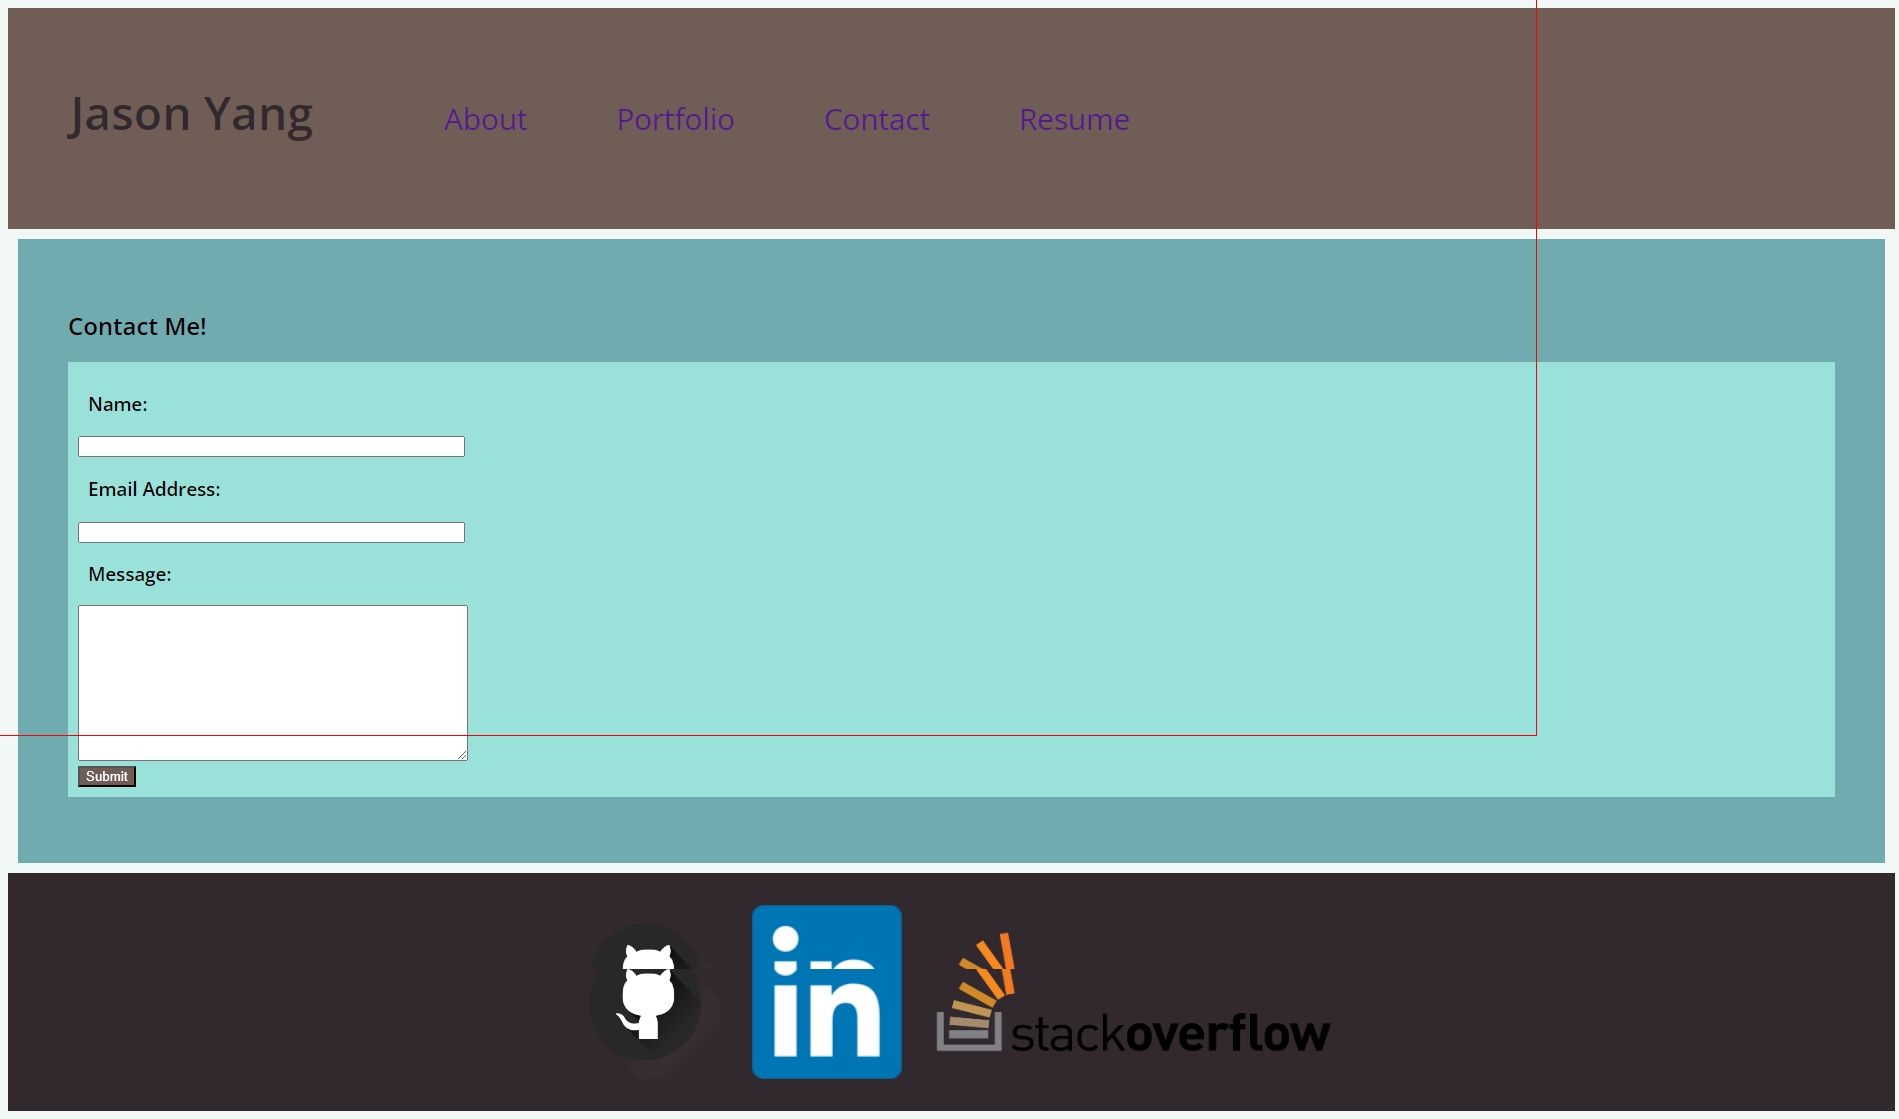 Jason Yang About Portfolio Contact Resume
Contact Me!
Name:
Email Address:
Message:
Submit
in stackoverflow